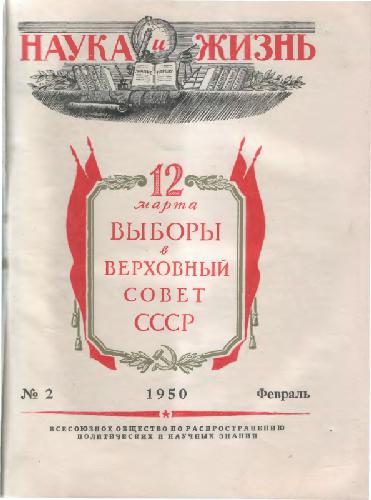 НАУКА и ЖИЗНЬ
12
марта
ВЫБОРЫ
в
ВЕРХОВНЫЙ
СОВЕТ
СССР
№ 2 1950 Февраль
ВСЕСОЮЗНОЕ ОБЩЕСТВО ПО РАСПРОСТРАНЕНИЮ
ПОЛИТИЧЕСКИХ И НАУЧНЫХ ЗНАНИЙ